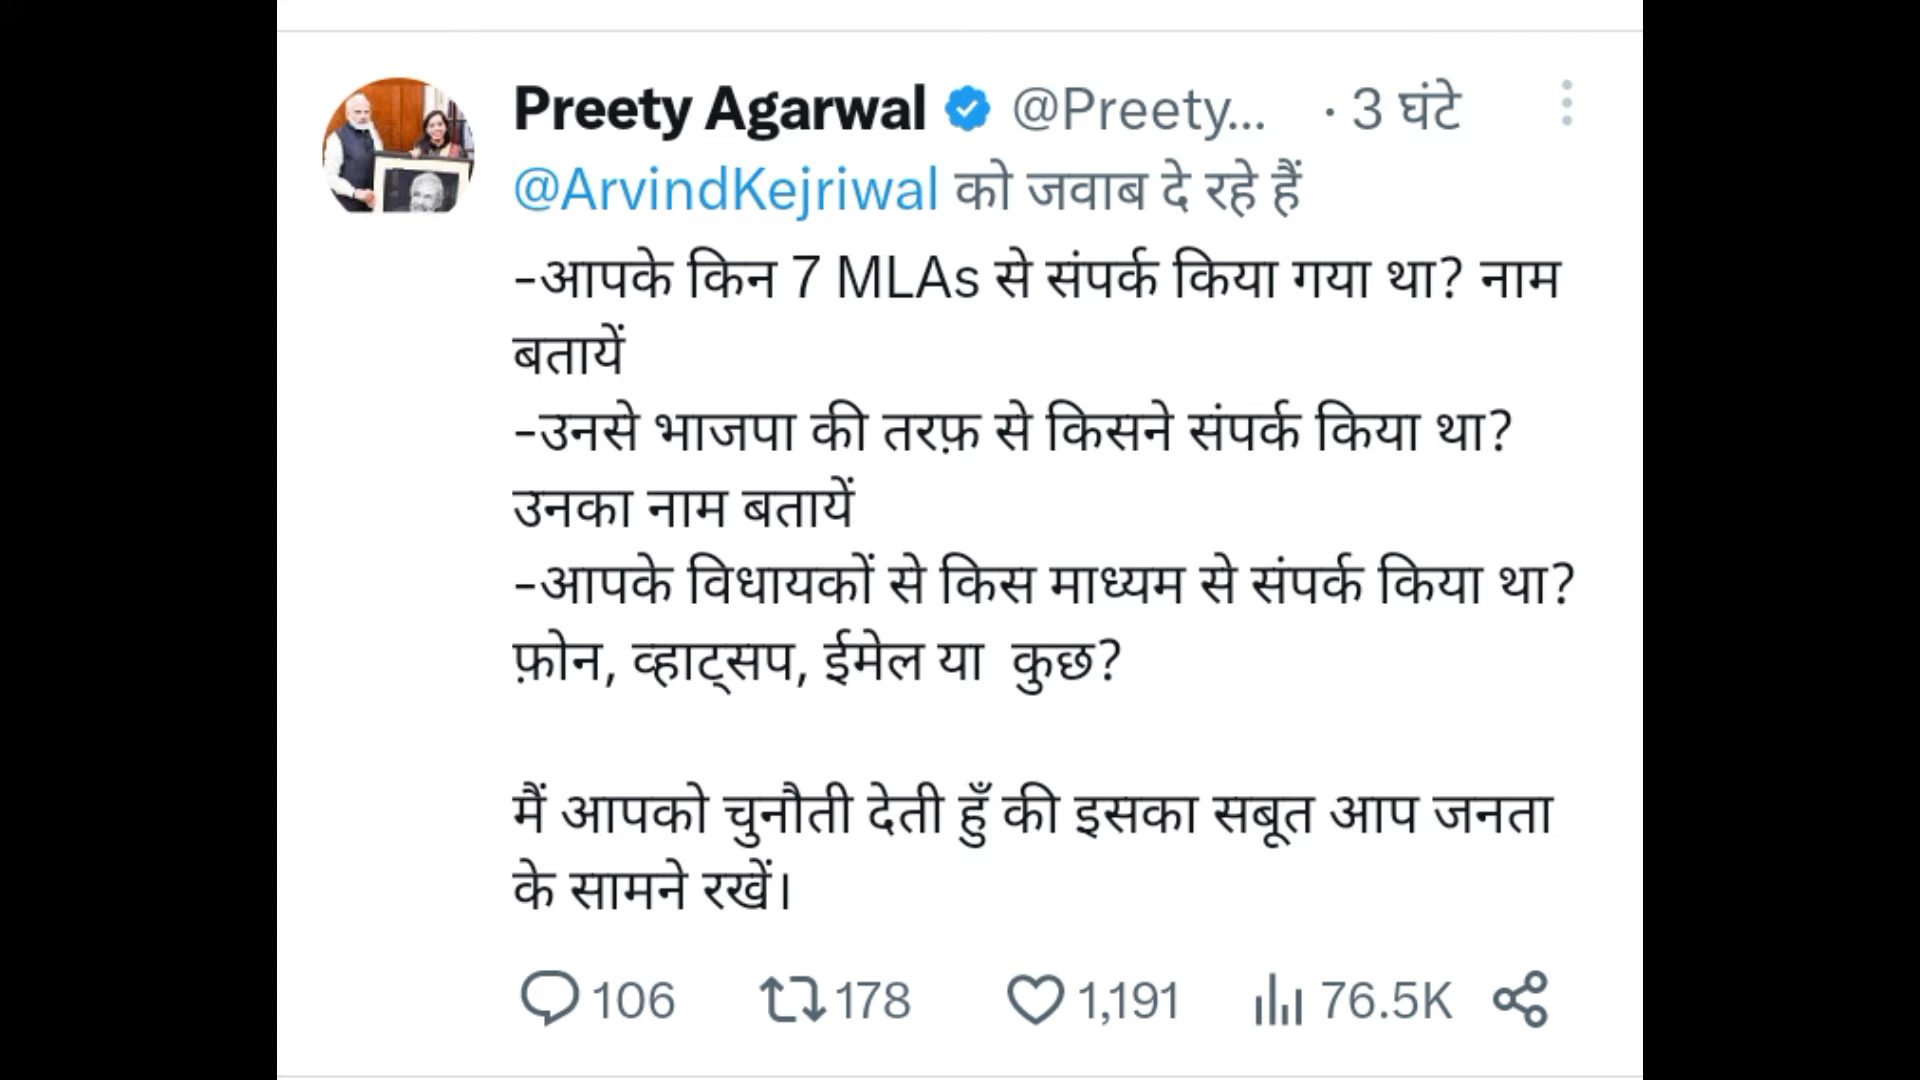 Preety Agarwal @Preety... · 3 घंटे
@ArvindKejriwal को जवाब दे रहे हैं
-आपके किन 7 MLAs से संपर्क किया गया था? नाम
बतायें
-उनसे भाजपा की तरफ़ से किसने संपर्क किया था?
उनका नाम बतायें
-आपके विधायकों से किस माध्यम से संपर्क किया था?
फ़ोन, व्हाट्सप, ईमेल या कुछ?
मैं आपको चुनौती देती हुँ की इसका सबूत आप जनता
के सामने रखें।
106 178 1,191 76.5K